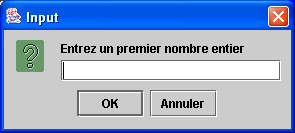 Input
Entrez un premier nombre entier
OK
Annuler